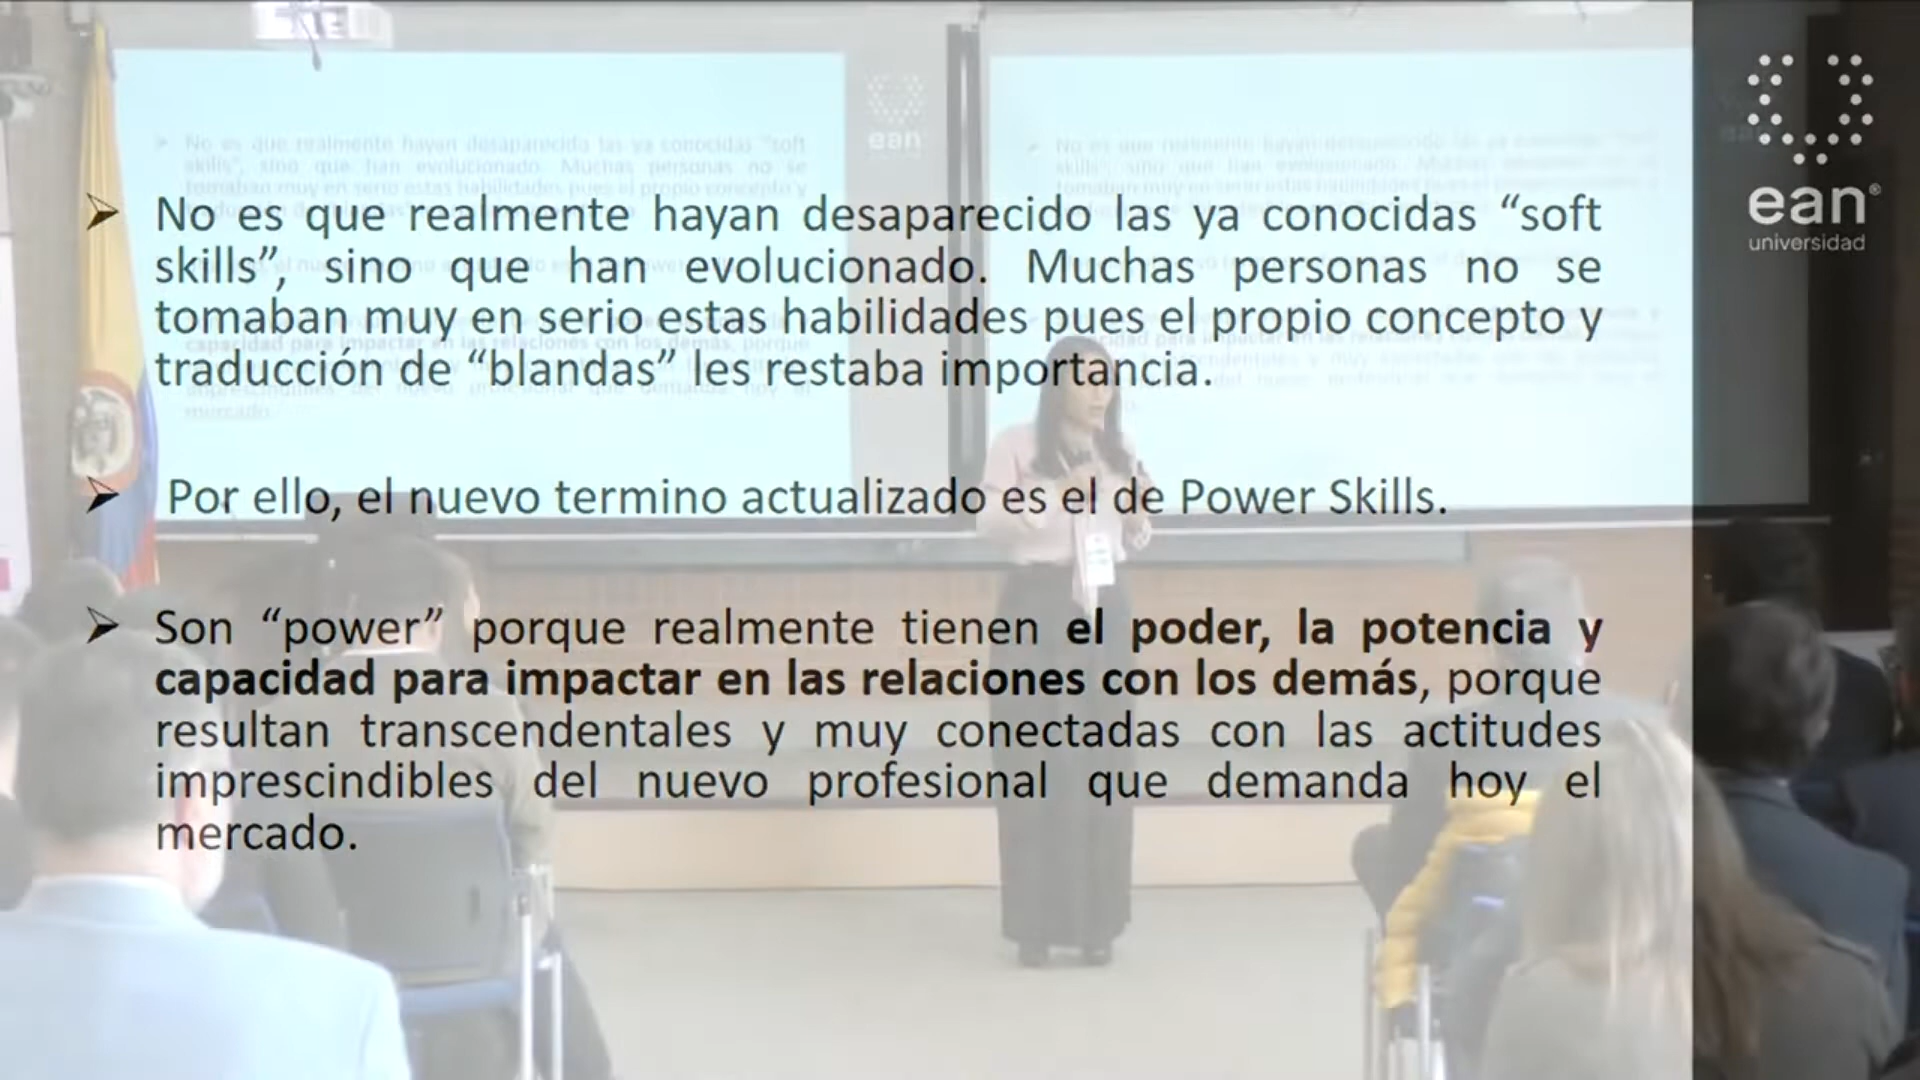 No es que realmente hayan desaparecido las ya conocidas “soft
skills”, sino que han evolucionado. Muchas personas no se
tomaban muy en serio estas habilidades pues el propio concepto y
traducción de “blandas” les restaba importancia.
Por ello, el nuevo termino actualizado es el de Power Skills.
Son “power” porque realmente tienen el poder, la potencia y
capacidad para impactar en las relaciones con los demás, porque
resultan transcendentales y muy conectadas con las actitudes
imprescindibles del nuevo profesional que demanda hoy el
mercado.
ean®
universidad
ean